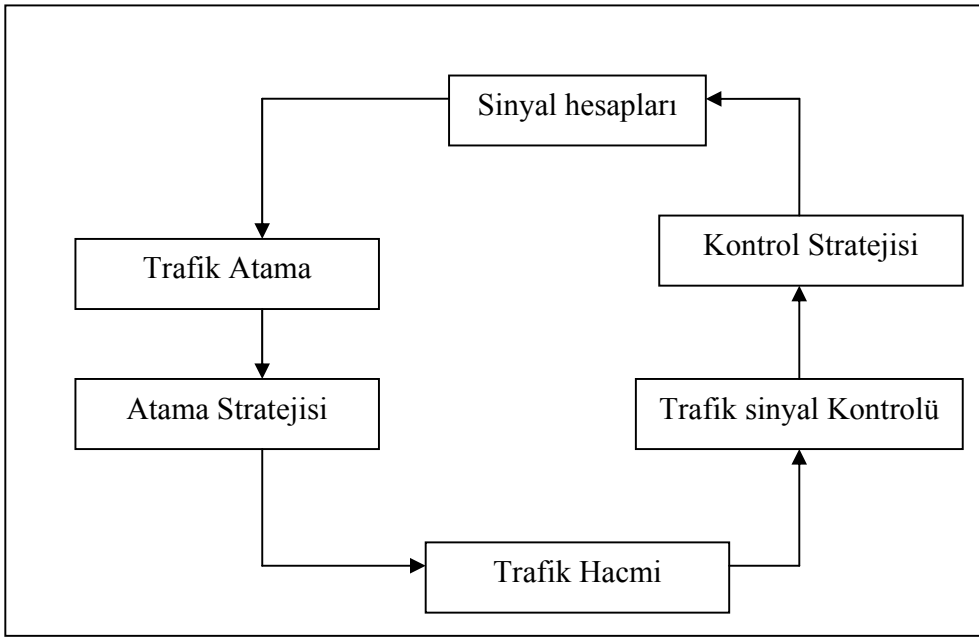 Sinyal hesapları
Kontrol Stratejisi
Trafik Atama
Atama Stratejisi
Trafik sinyal Kontrolü
Trafik Hacmi